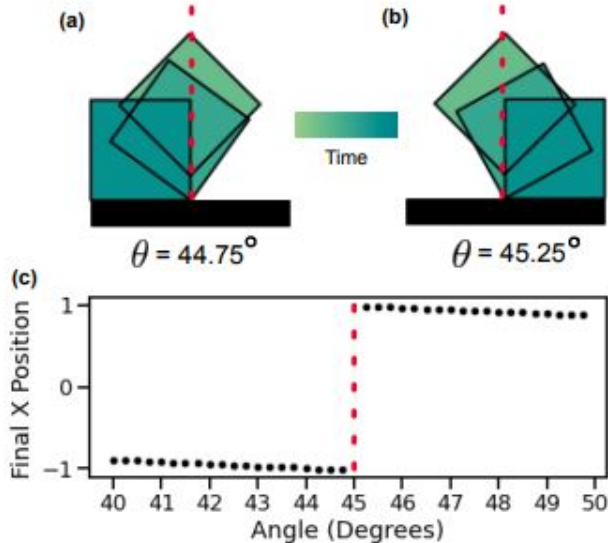 (a)
(b)
Time
θ = 44.75°
θ = 45.25°
(c)
Final X Position
1
0
−1
40 41 42 43 44 45 46 47 48 49 50
Angle (Degrees)